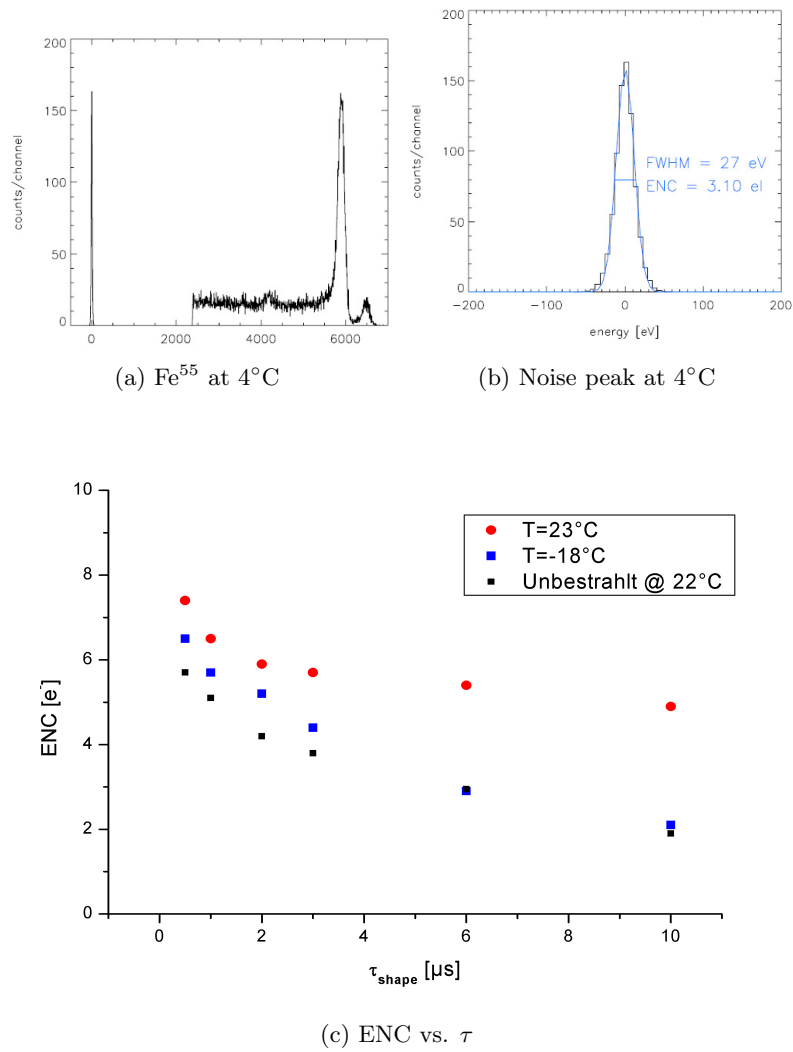 200
150
100
50
0
counts/channel
0
2000
4000
6000
(a) Fe⁵⁵ at 4°C
200
150
100
50
0
counts/channel
FWHM = 27 eV
ENC = 3.10 el
−200
−100
0
100
200
energy [eV]
(b) Noise peak at 4°C
10
8
6
4
2
0
ENC [e⁻]
T=23°C
T=-18°C
Unbestrahlt @ 22°C
0
2
4
6
8
10
τshape [µs]
(c) ENC vs. τ